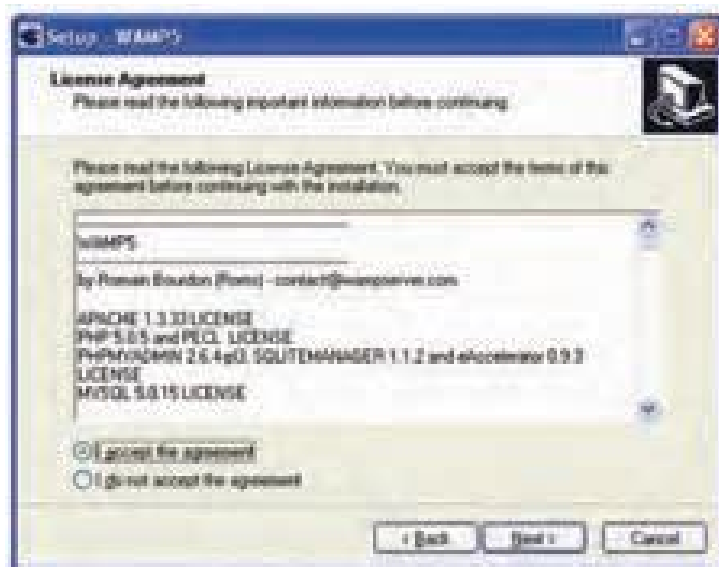 Setup - WAMP5
License Agreement
Please read the following important information before continuing.
Please read the following License Agreement. You must accept the terms of this
agreement before continuing with the installation.
WAMP5
by Romain Bourdon (Roms) - contact@wampserver.com
APACHE 1.3.33 LICENSE
PHP 5.0.5 and PECL LICENSE
PHPMYADMIN 2.6.4 SQLITEMANAGER 1.1.2 and eAccelerator 0.9.3
LICENSE
MYSQL 5.0.15 LICENSE
I accept the agreement
I do not accept the agreement
< Back
Next >
Cancel